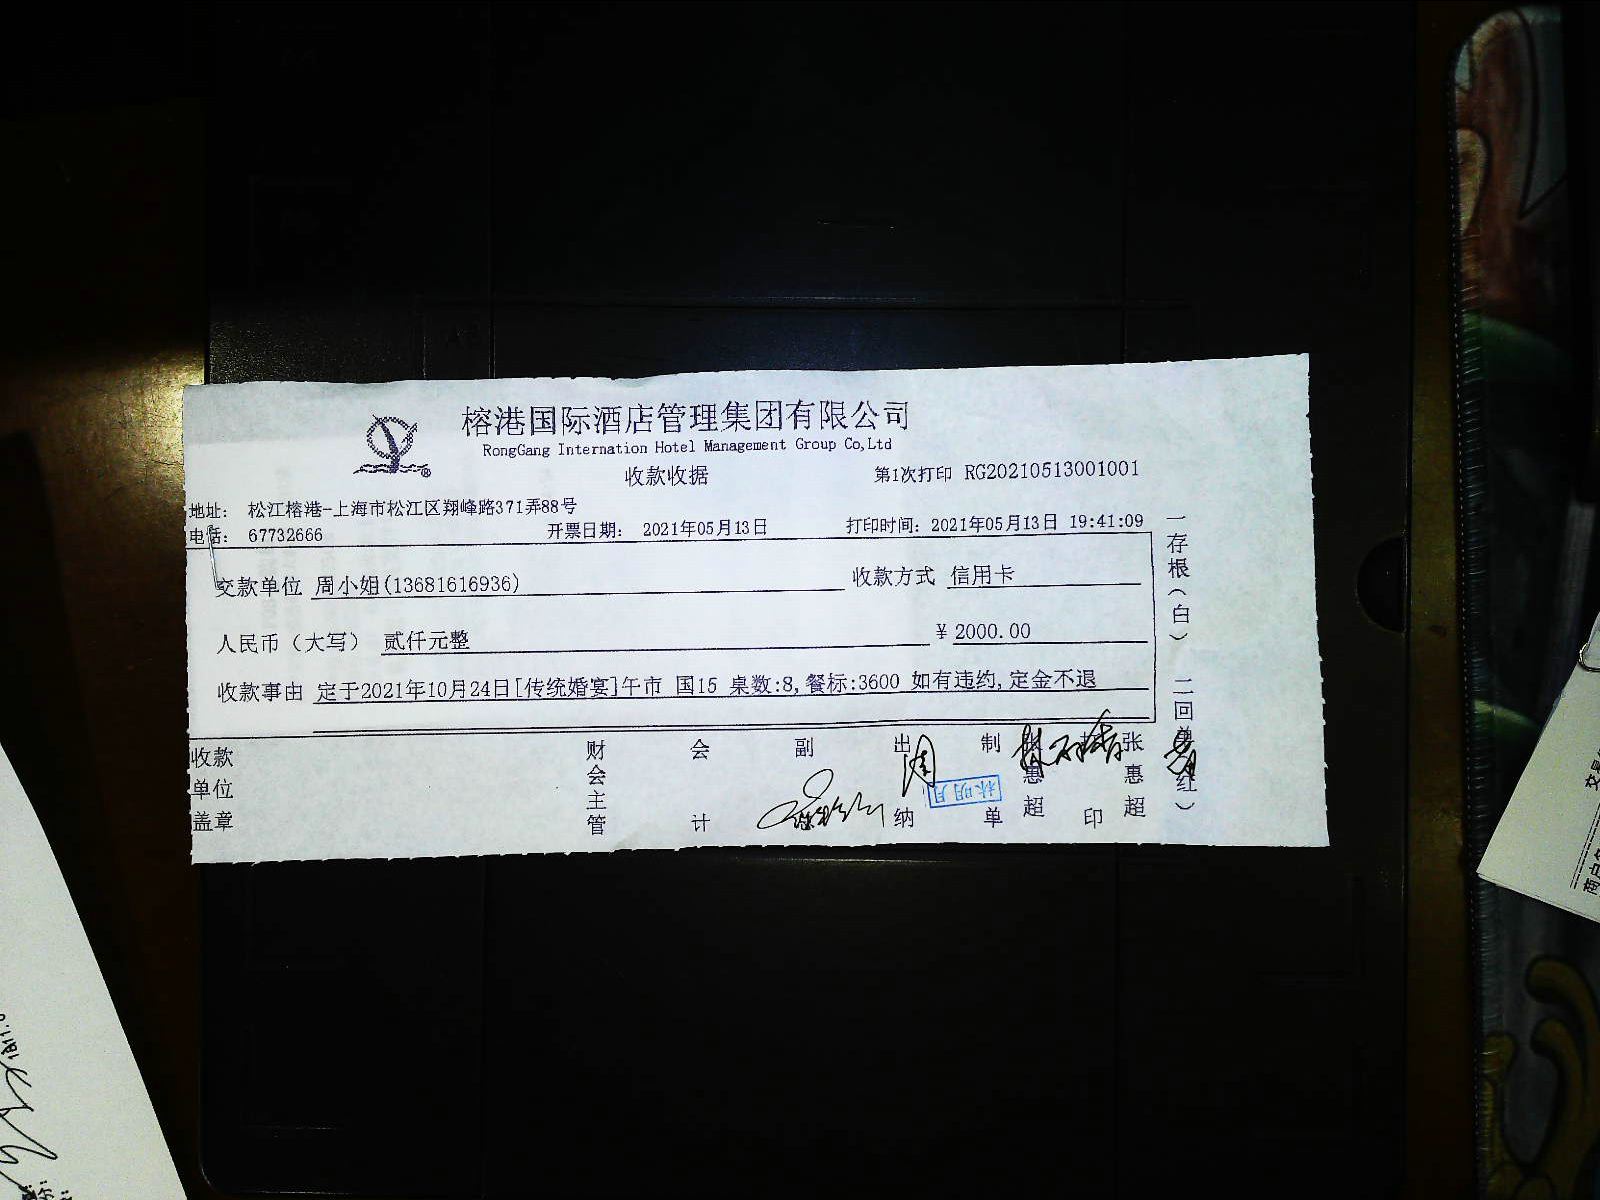 榕港国际酒店管理集团有限公司
RongGang Internation Hotel Management Group Co,Ltd
收款收据
第1次打印 RG20210513001001
地址： 松江榕港-上海市松江区翔峰路371弄88号
电话： 67732666 开票日期： 2021年05月13日 打印时间：2021年05月13日 19:41:09
交款单位 周小姐(13681616936) 收款方式 信用卡
人民币（大写） 贰仟元整 ¥ 2000.00
收款事由 定于2021年10月24日[传统婚宴]午市 国15 桌数:8,餐标:3600 如有违约,定金不退
一存根（白） 二回单（红）
收款单位盖章
财会主管
会计
副
出纳
林明月
制单
张惠超
打印
张惠超